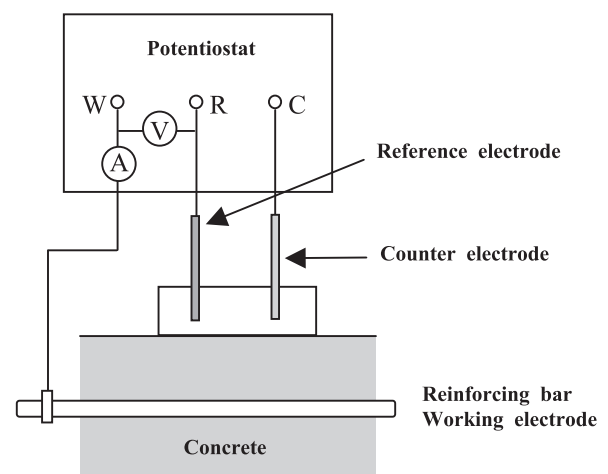 Potentiostat
W
R
C
V
A
Reference electrode
Counter electrode
Reinforcing bar
Working electrode
Concrete